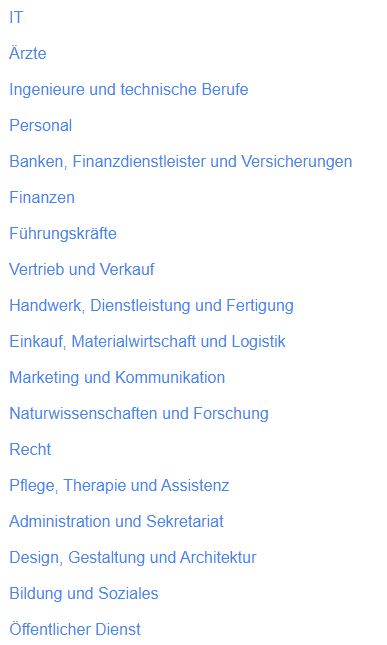 IT
Ärzte
Ingenieure und technische Berufe
Personal
Banken, Finanzdienstleister und Versicherungen
Finanzen
Führungskräfte
Vertrieb und Verkauf
Handwerk, Dienstleistung und Fertigung
Einkauf, Materialwirtschaft und Logistik
Marketing und Kommunikation
Naturwissenschaften und Forschung
Recht
Pflege, Therapie und Assistenz
Administration und Sekretariat
Design, Gestaltung und Architektur
Bildung und Soziales
Öffentlicher Dienst